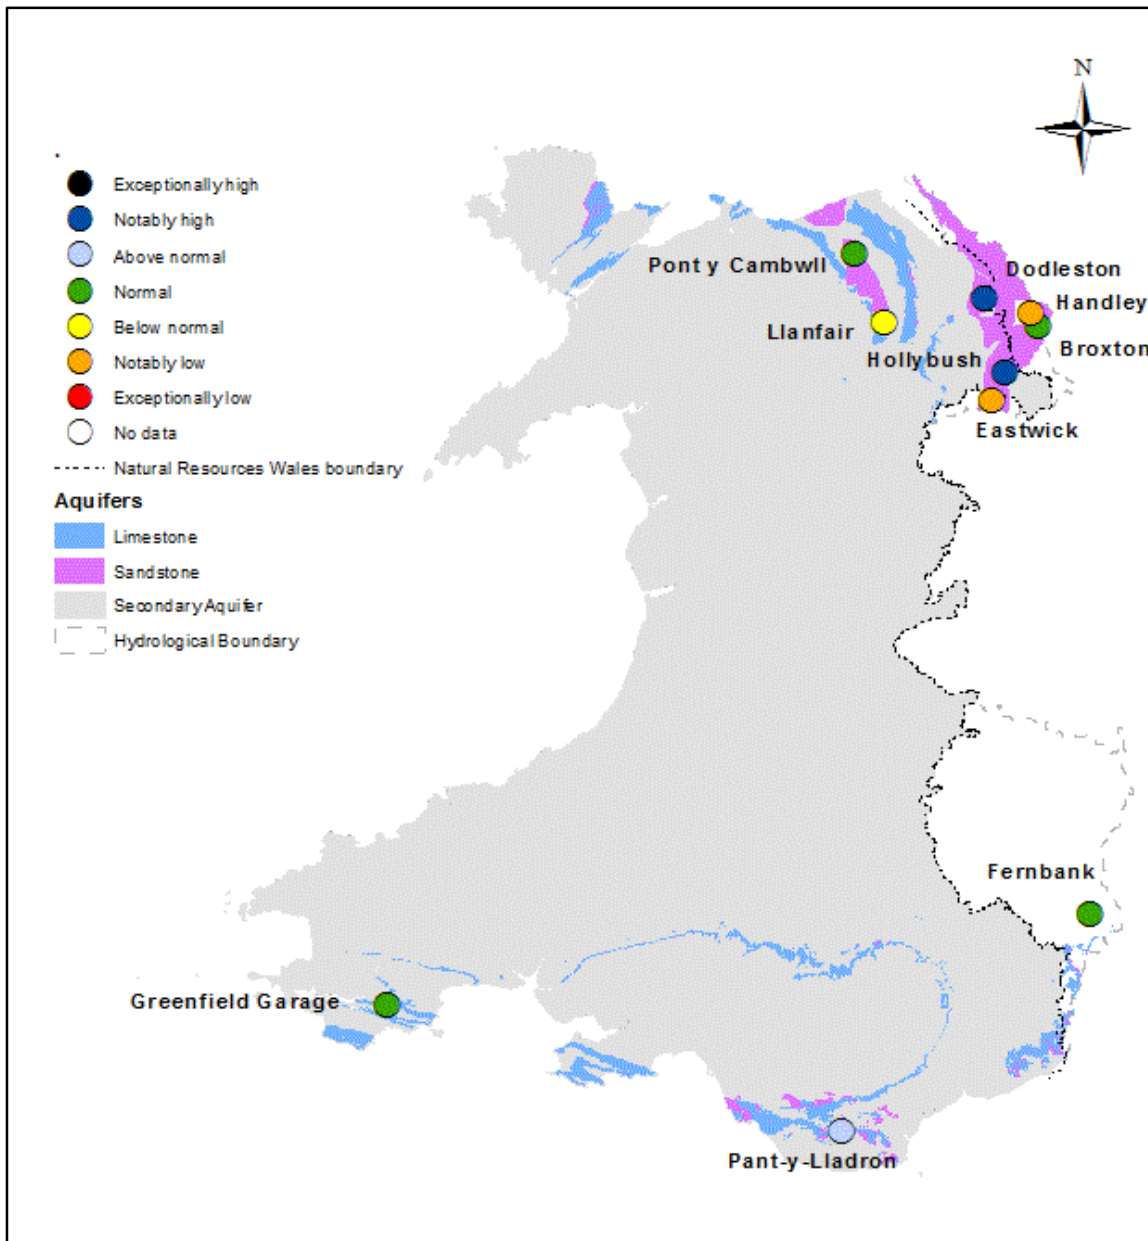 N
Exceptionally high
Notably high
Above normal
Normal
Below normal
Notably low
Exceptionally low
No data
Natural Resources Wales boundary
Aquifers
Limestone
Sandstone
Secondary Aquifer
Hydrological Boundary
Pont y Cambwll
Dodleston
Handley
Llanfair
Broxton
Hollybush
Eastwick
Fernbank
Greenfield Garage
Pant-y-Lladron